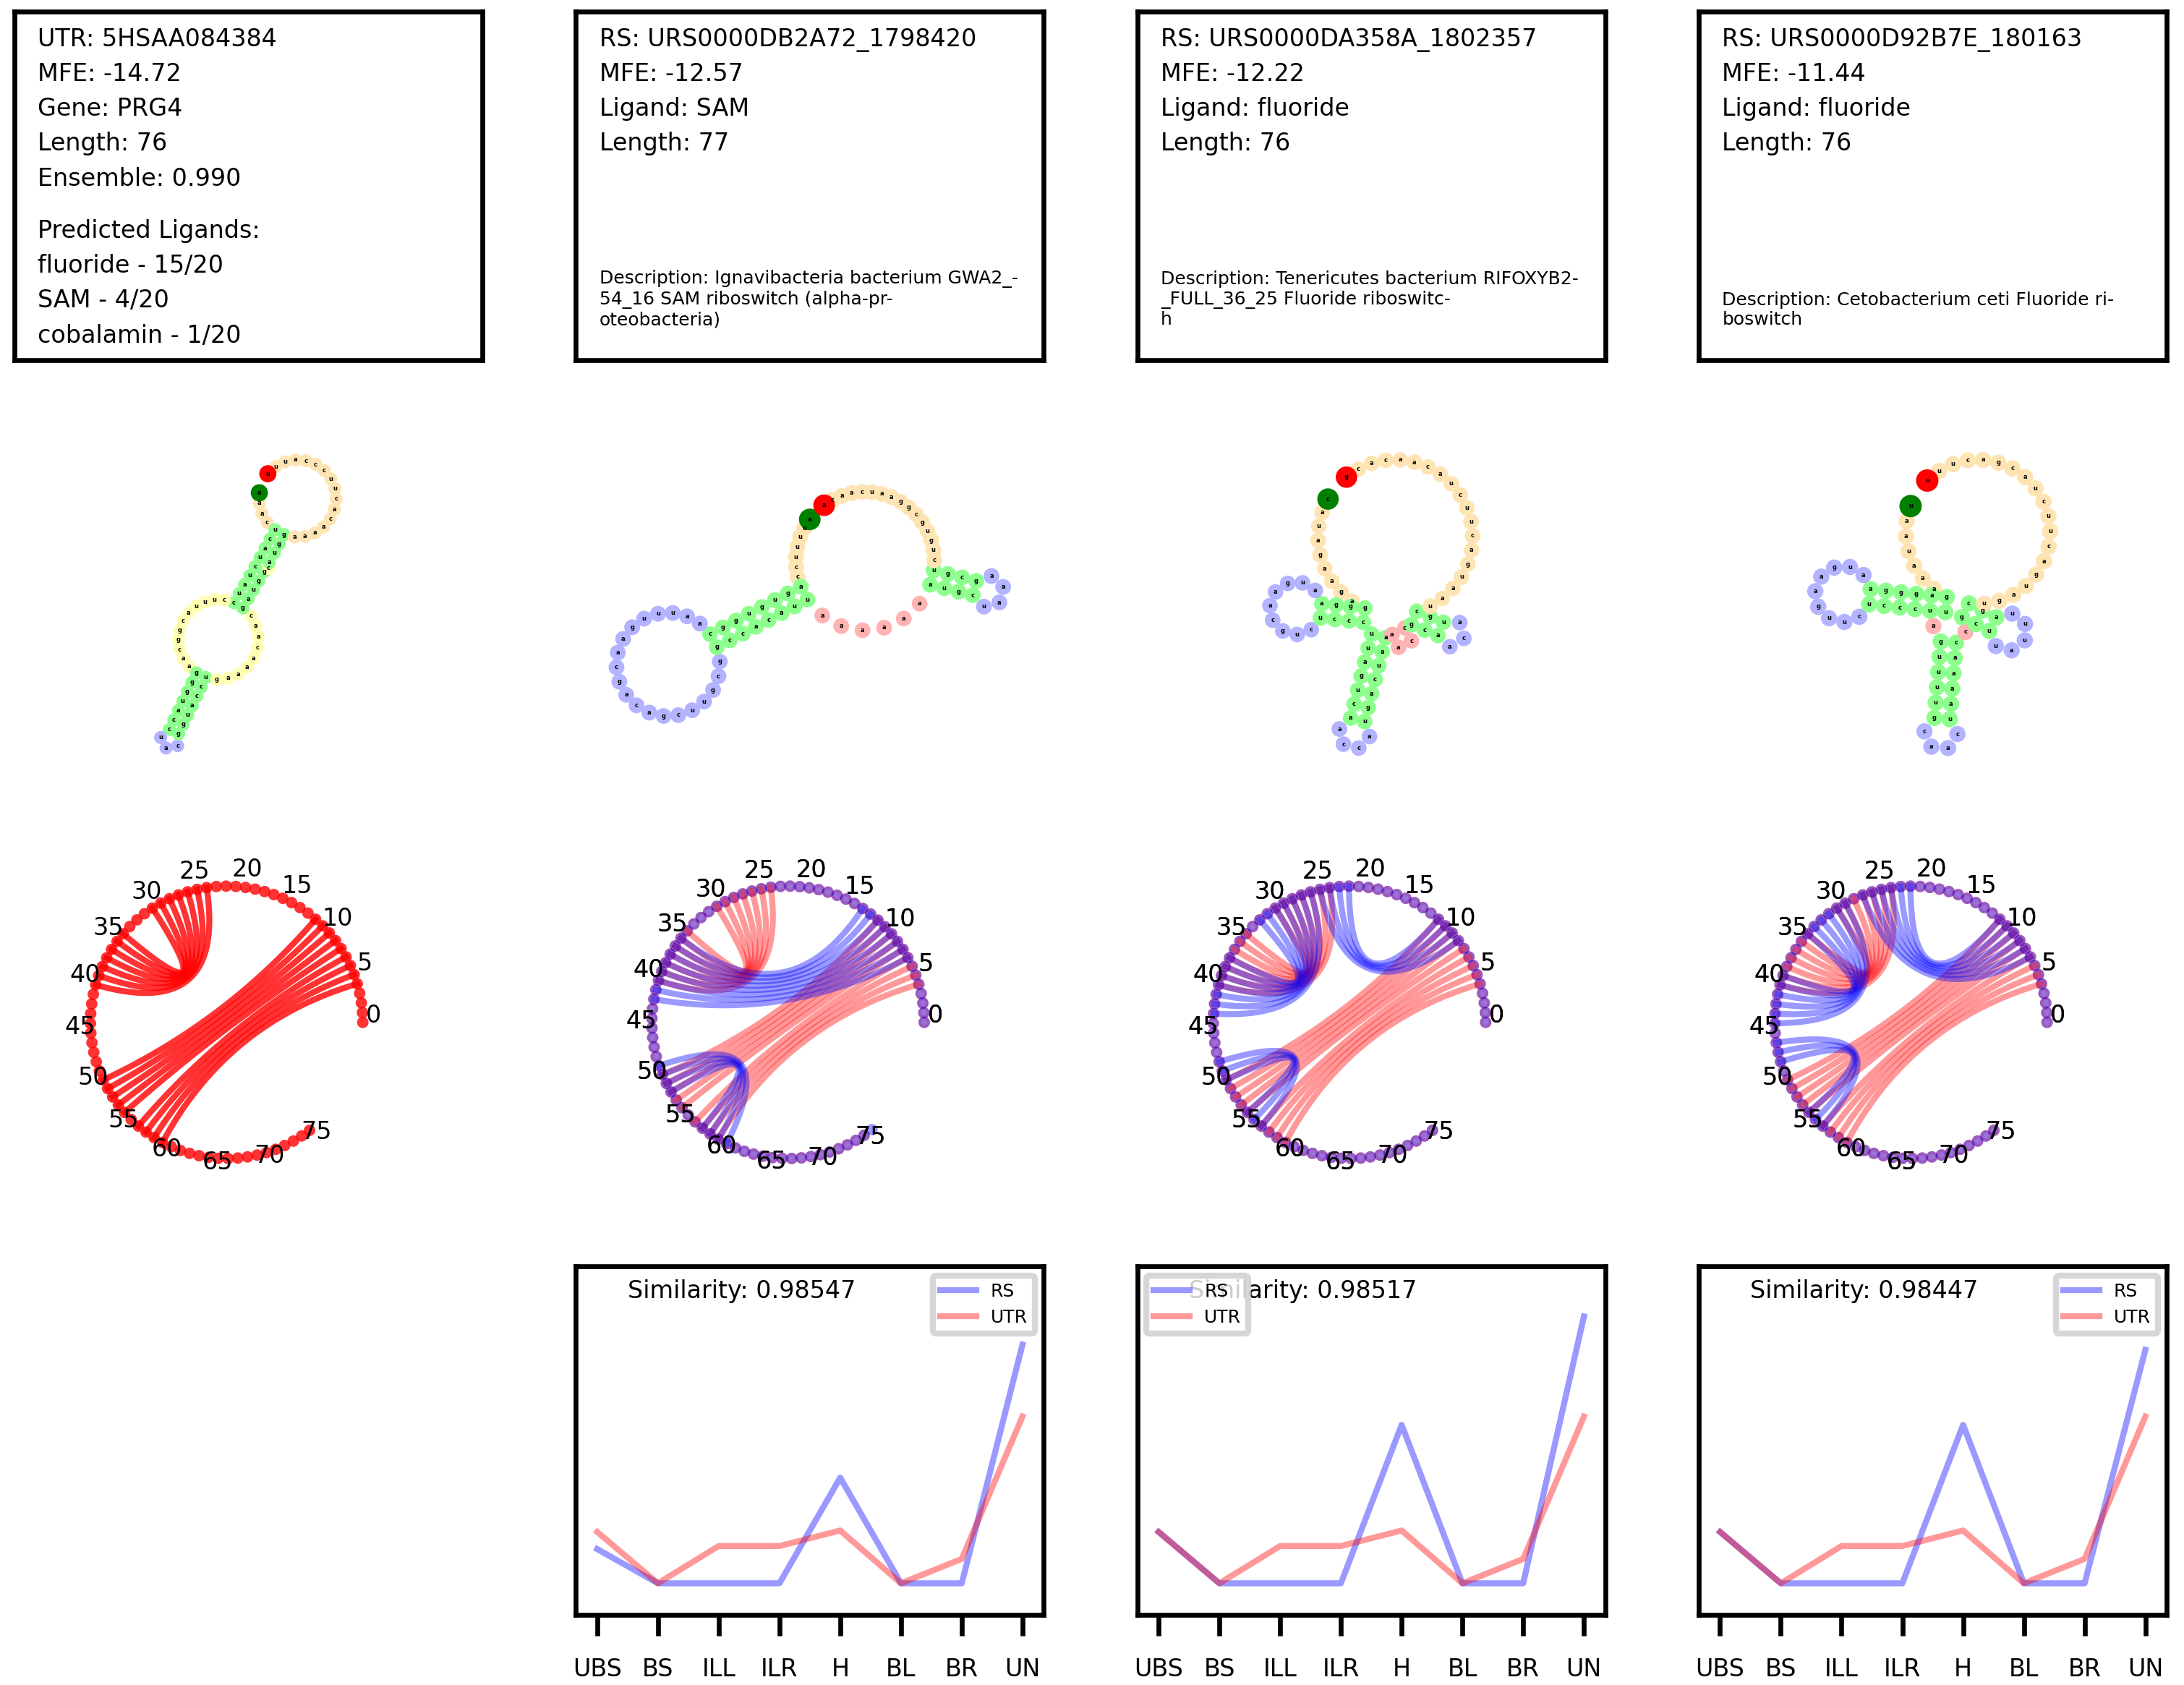 UTR: 5HSAA084384
MFE: -14.72
Gene: PRG4
Length: 76
Ensemble: 0.990
Predicted Ligands:
fluoride - 15/20
SAM - 4/20
cobalamin - 1/20
RS: URS0000DB2A72_1798420
MFE: -12.57
Ligand: SAM
Length: 77
Description: Ignavibacteria bacterium GWA2_-
54_16 SAM riboswitch (alpha-pr-
oteobacteria)
RS: URS0000DA358A_1802357
MFE: -12.22
Ligand: fluoride
Length: 76
Description: Tenericutes bacterium RIFOXYB2-
_FULL_36_25 Fluoride riboswitc-
h
RS: URS0000D92B7E_180163
MFE: -11.44
Ligand: fluoride
Length: 76
Description: Cetobacterium ceti Fluoride ri-
boswitch
0 5 10 15 20 25 30 35 40 45 50 55 60 65 70 75
0 5 10 15 20 25 30 35 40 45 50 55 60 65 70 75
0 5 10 15 20 25 30 35 40 45 50 55 60 65 70 75
0 5 10 15 20 25 30 35 40 45 50 55 60 65 70 75
Similarity: 0.98547
RS
UTR
UBS BS ILL ILR H BL BR UN
Similarity: 0.98517
RS
UTR
UBS BS ILL ILR H BL BR UN
Similarity: 0.98447
RS
UTR
UBS BS ILL ILR H BL BR UN